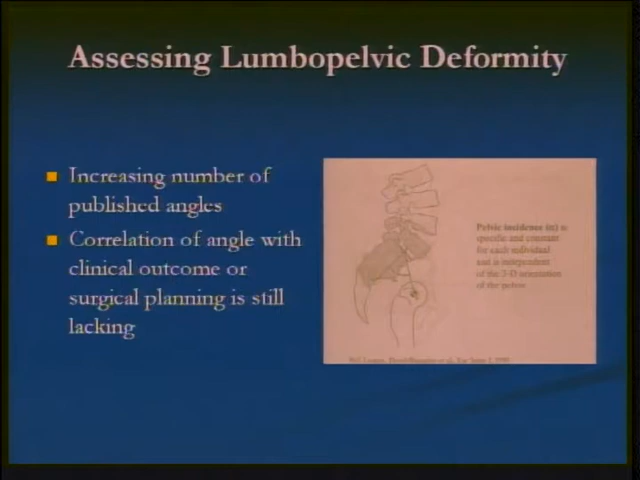 Assessing Lumbopelvic Deformity
Increasing number of
published angles
Correlation of angle with
clinical outcome or
surgical planning is still
lacking
Pelvic incidence (π) is
specific and constant
for each individual
and is independent
of the 3-D orientation
of the pelvis